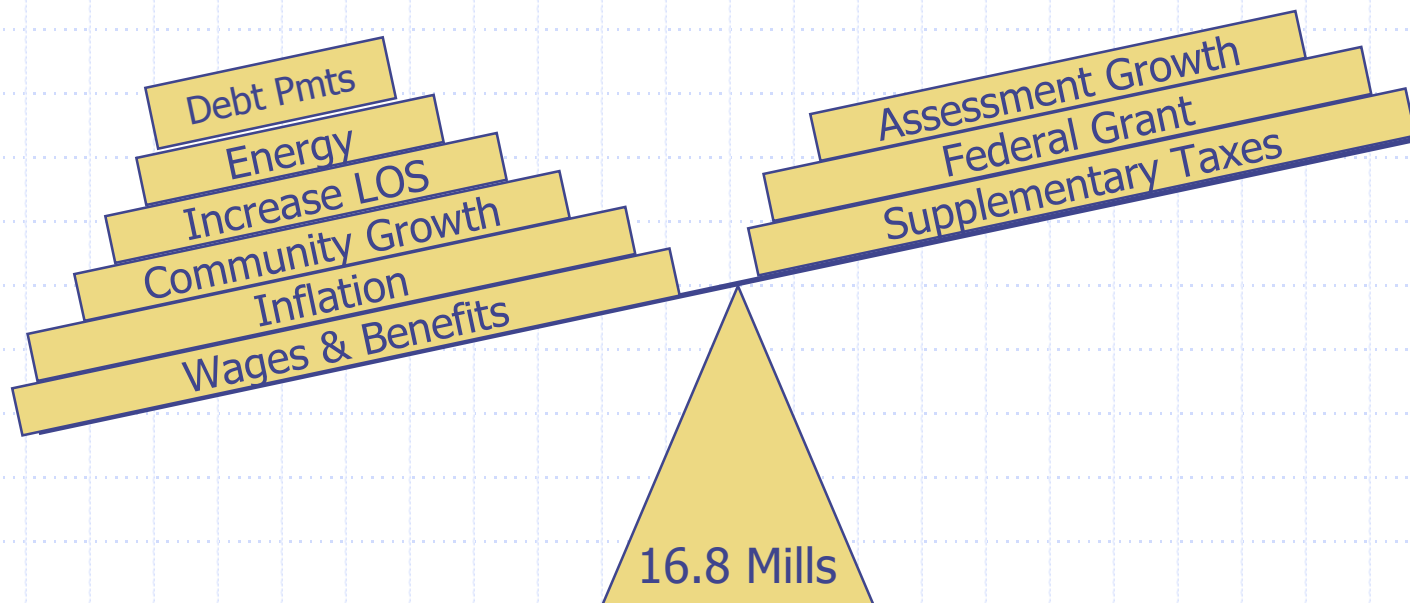 Debt Pmts
Energy
Increase LOS
Community Growth
Inflation
Wages & Benefits
Assessment Growth
Federal Grant
Supplementary Taxes
16.8 Mills